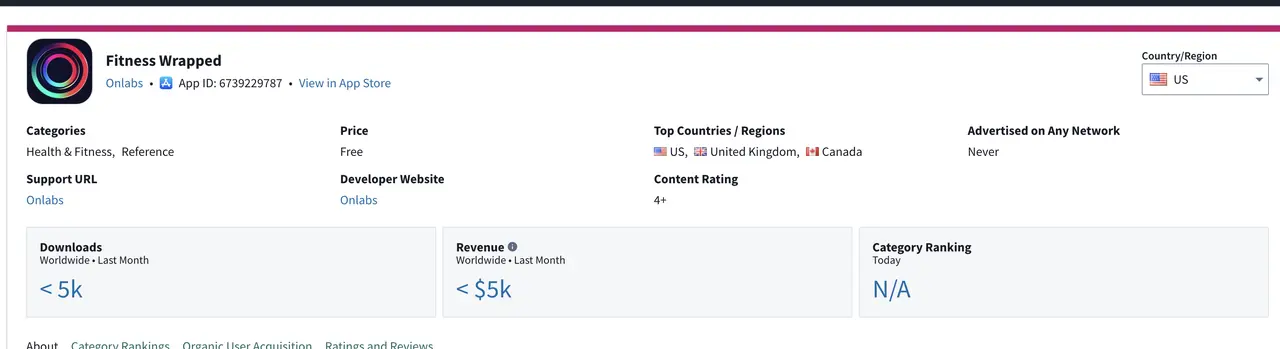 Fitness Wrapped
Onlabs • App ID: 6739229787 • View in App Store
Country/Region
US
Categories
Health & Fitness, Reference
Price
Free
Top Countries / Regions
US, United Kingdom, Canada
Advertised on Any Network
Never
Support URL
Onlabs
Developer Website
Onlabs
Content Rating
4+
Downloads
Worldwide • Last Month
< 5k
Revenue
Worldwide • Last Month
< $5k
Category Ranking
Today
N/A
About Category Rankings Organic User Acquisition Ratings and Reviews